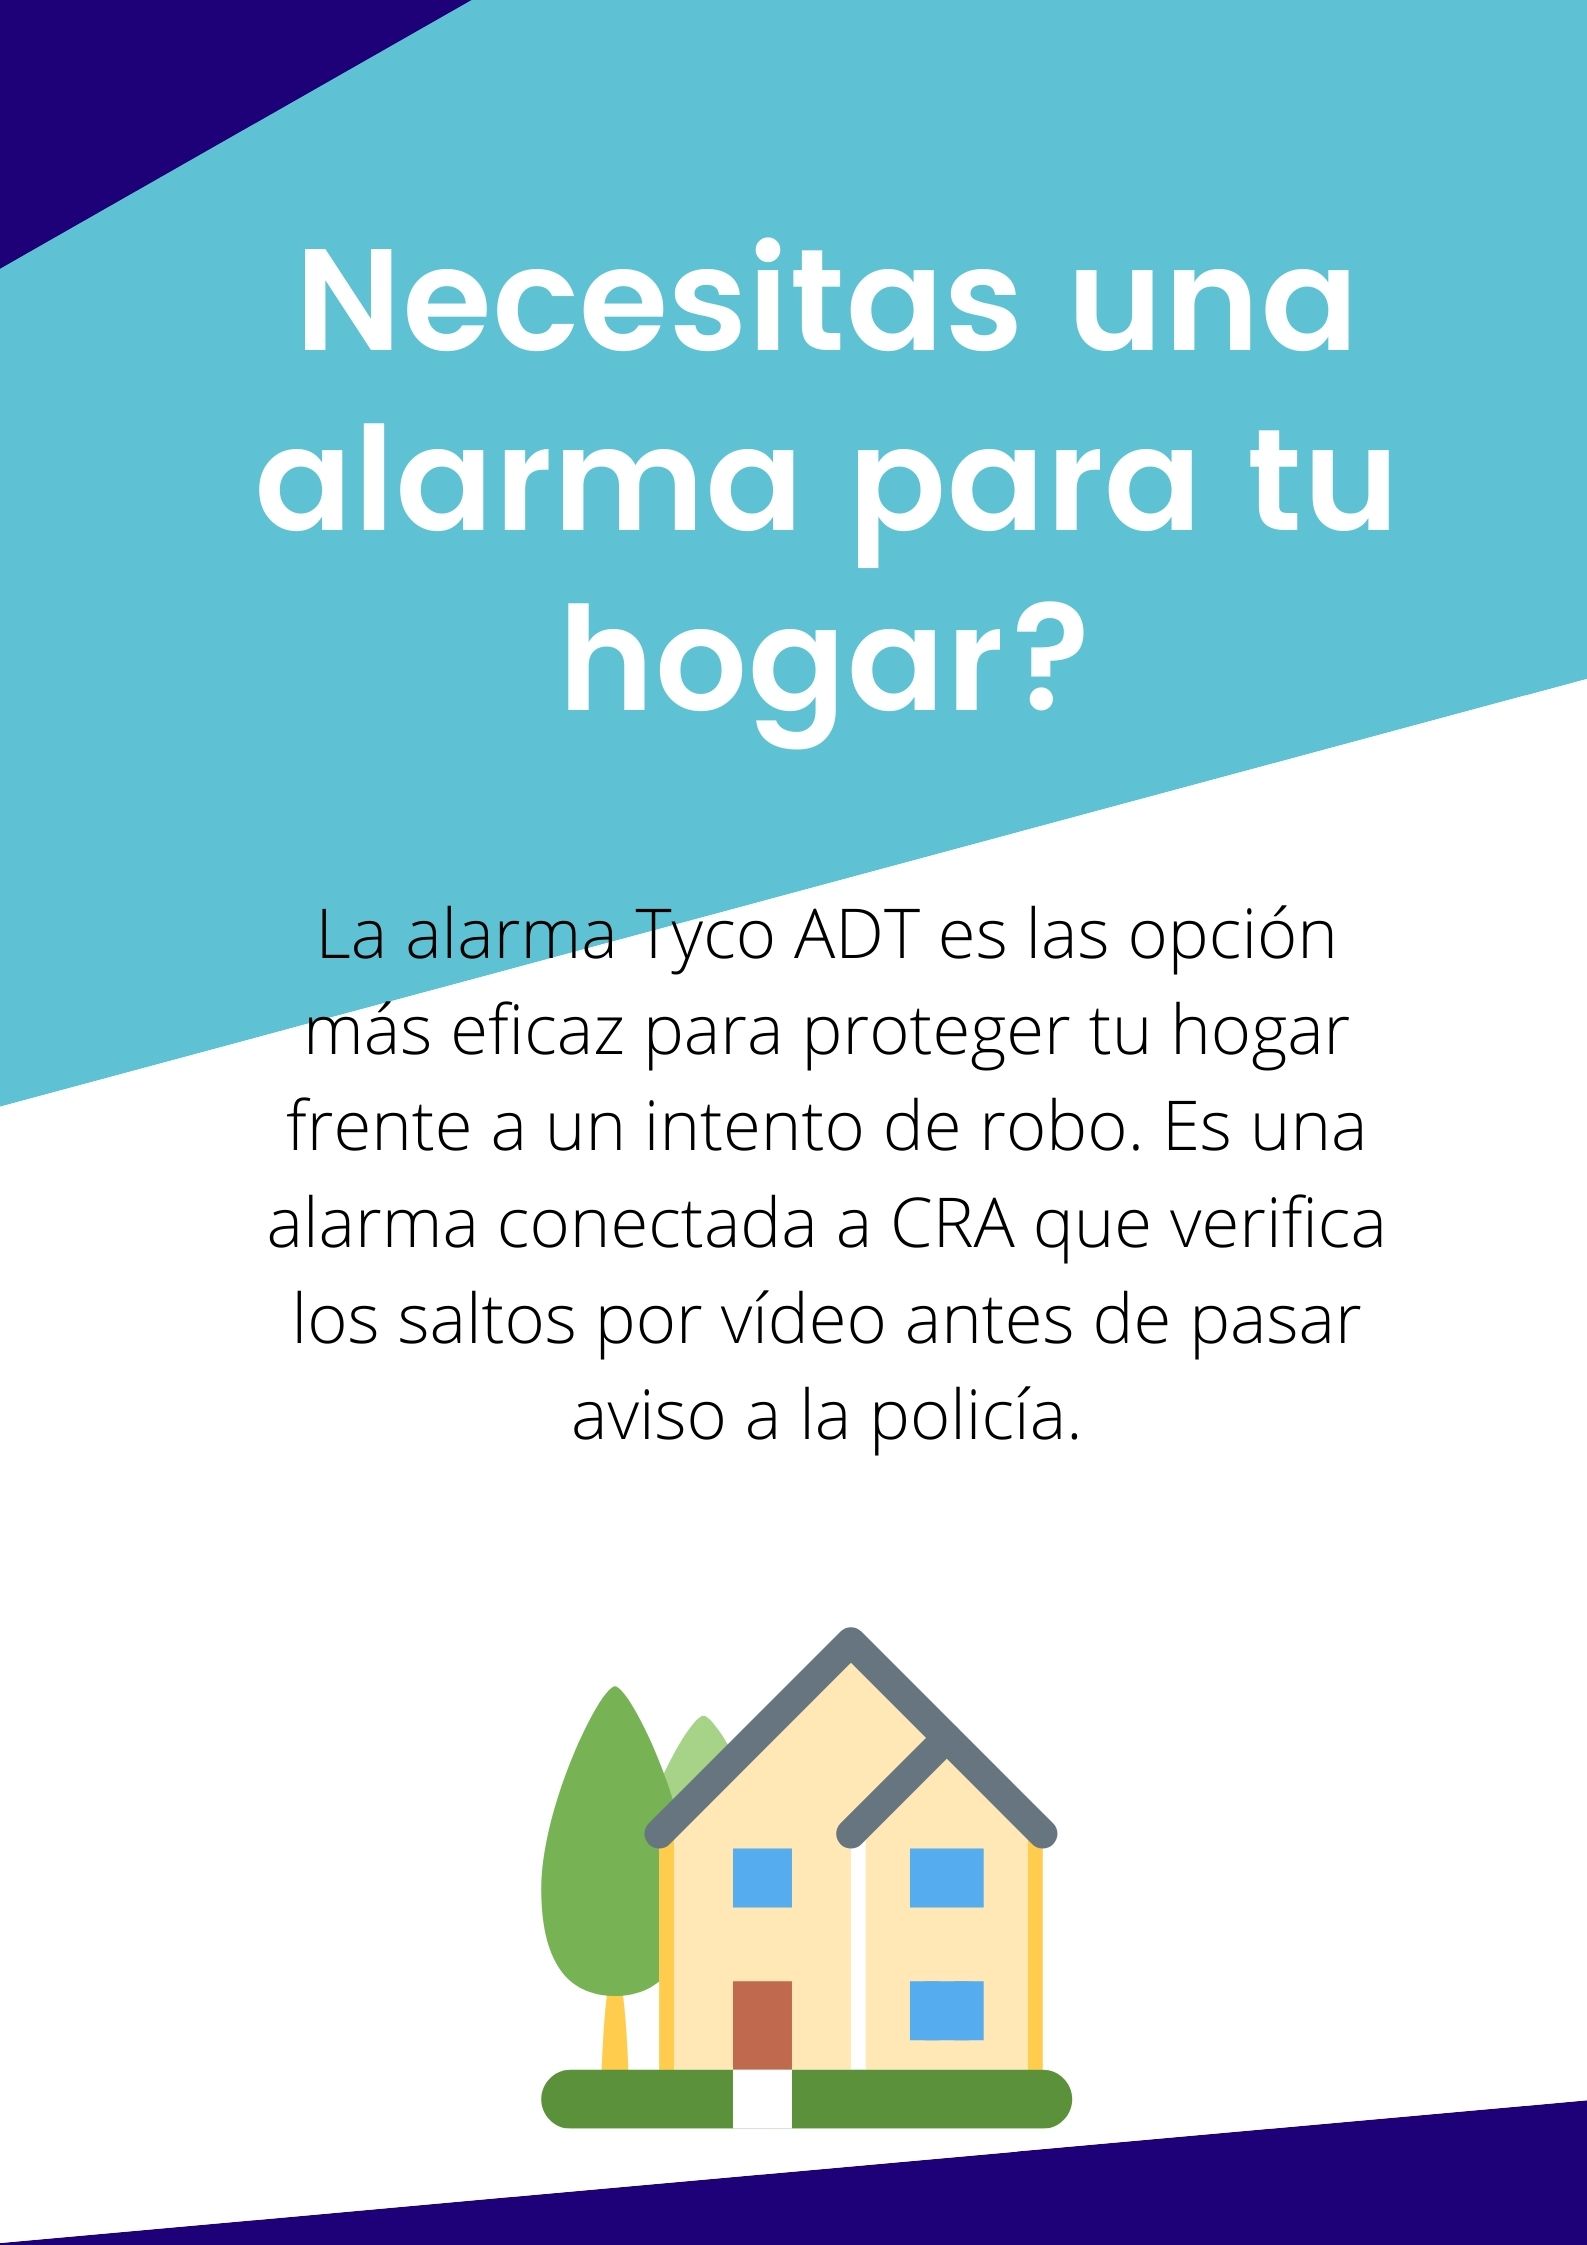 Necesitas una
alarma para tu
hogar?
La alarma Tyco ADT es las opción
más eficaz para proteger tu hogar
frente a un intento de robo. Es una
alarma conectada a CRA que verifica
los saltos por vídeo antes de pasar
aviso a la policía.